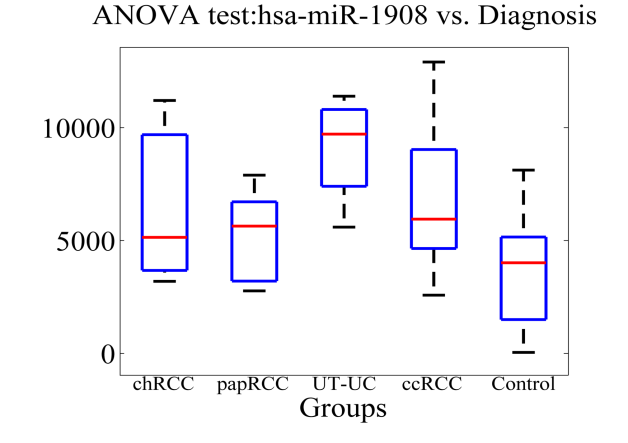 ANOVA test:hsa-miR-1908 vs. Diagnosis
10000
5000
0
chRCC papRCC UT-UC ccRCC Control
Groups